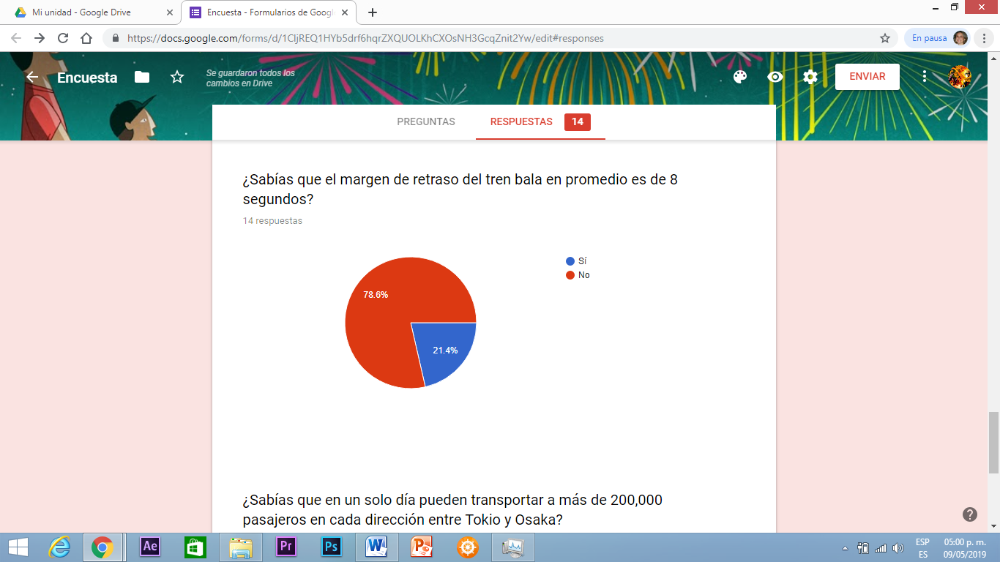 Mi unidad - Google Drive
Encuesta - Formularios de Google
https://docs.google.com/forms/d/1CljREQ1HYb5drf6hqrZXQUOLKhCXOsNH3GcqZnit2Yw/edit#responses
En pausa
Encuesta
Se guardaron todos los
cambios en Drive
ENVIAR
PREGUNTAS
RESPUESTAS 14
¿Sabías que el margen de retraso del tren bala en promedio es de 8
segundos?
14 respuestas
Sí
No
78.6%
21.4%
¿Sabías que en un solo día pueden transportar a más de 200,000
pasajeros en cada dirección entre Tokio y Osaka?
Ae
Pr
Ps
W
P
ESP
05:00 p. m.
ES
09/05/2019